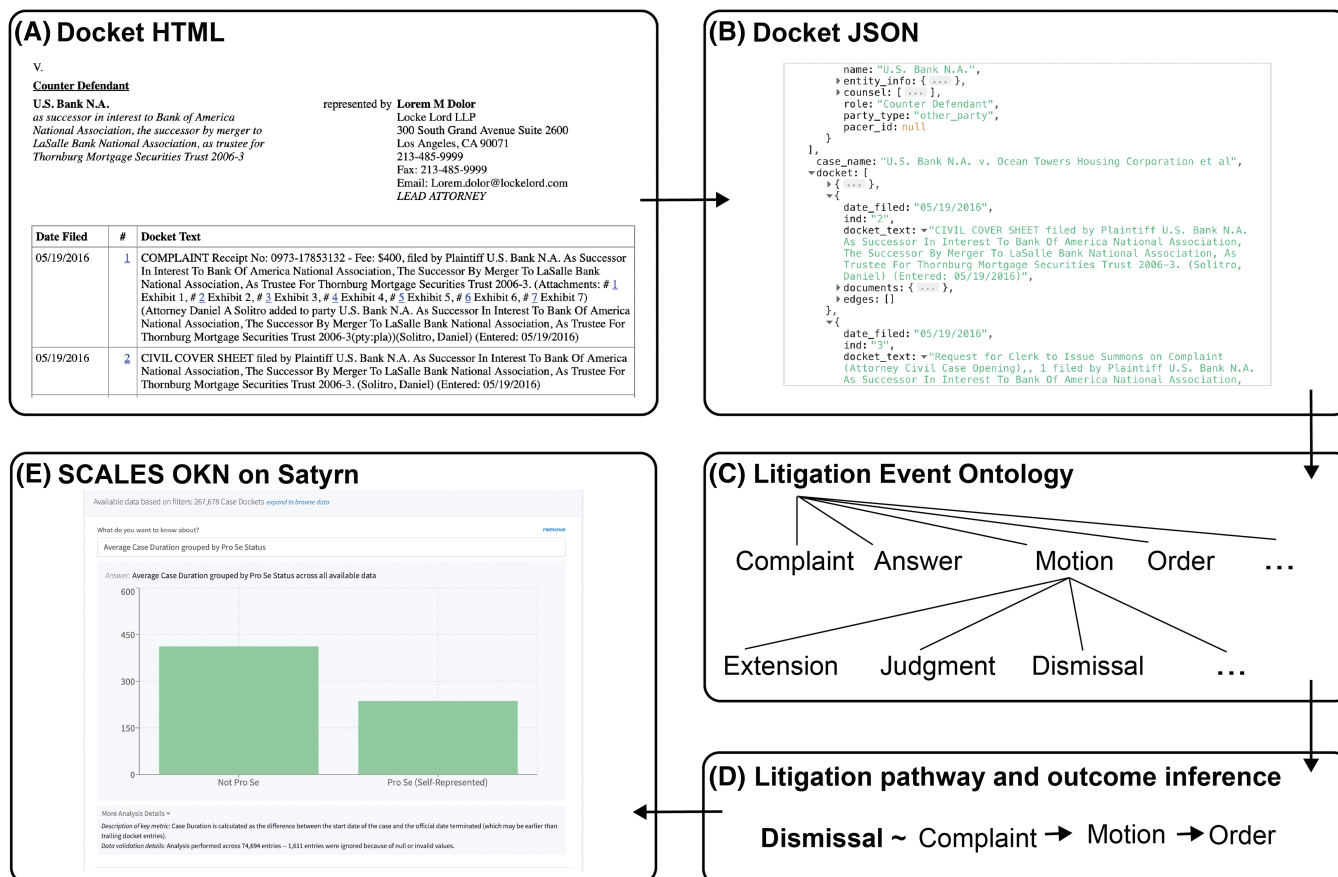 (A) Docket HTML
V.
Counter Defendant
U.S. Bank N.A.
as successor in interest to Bank of America
National Association, the successor by merger to
LaSalle Bank National Association, as trustee for
Thornburg Mortgage Securities Trust 2006-3
represented by Lorem M Dolor
Locke Lord LLP
300 South Grand Avenue Suite 2600
Los Angeles, CA 90071
213-485-9999
Fax: 213-485-9999
Email: Lorem.dolor@lockelord.com
LEAD ATTORNEY
Date Filed # Docket Text
05/19/2016 1 COMPLAINT Receipt No: 0973-17853132 - Fee: $400, filed by Plaintiff U.S. Bank N.A. As Successor
In Interest To Bank Of America National Association, The Successor By Merger To LaSalle Bank
National Association, As Trustee For Thornburg Mortgage Securities Trust 2006-3. (Attachments: # 1
Exhibit 1, # 2 Exhibit 2, # 3 Exhibit 3, # 4 Exhibit 4, # 5 Exhibit 5, # 6 Exhibit 6, # 7 Exhibit 7)
(Attorney Daniel A Solitro added to party U.S. Bank N.A. As Successor In Interest To Bank Of America
National Association, The Successor By Merger To LaSalle Bank National Association, As Trustee For
Thornburg Mortgage Securities Trust 2006-3(pty:pla))(Solitro, Daniel) (Entered: 05/19/2016)
05/19/2016 2 CIVIL COVER SHEET filed by Plaintiff U.S. Bank N.A. As Successor In Interest To Bank Of America
National Association, The Successor By Merger To LaSalle Bank National Association, As Trustee For
Thornburg Mortgage Securities Trust 2006-3. (Solitro, Daniel) (Entered: 05/19/2016)
(B) Docket JSON
name: "U.S. Bank N.A.",
entity_info: { ... },
counsel: [ ... ],
role: "Counter Defendant",
party_type: "other_party",
pacer_id: null
}
],
case_name: "U.S. Bank N.A. v. Ocean Towers Housing Corporation et al",
docket: [
{ ... },
{
date_filed: "05/19/2016",
ind: "2",
docket_text: "CIVIL COVER SHEET filed by Plaintiff U.S. Bank N.A.
As Successor In Interest To Bank Of America National Association,
The Successor By Merger To LaSalle Bank National Association, As
Trustee For Thornburg Mortgage Securities Trust 2006-3. (Solitro,
Daniel) (Entered: 05/19/2016)",
documents: { ... },
edges: []
},
{
date_filed: "05/19/2016",
ind: "3",
docket_text: "Request for Clerk to Issue Summons on Complaint
(Attorney Civil Case Opening),, 1 filed by Plaintiff U.S. Bank N.A.
As Successor In Interest To Bank Of America National Association,
(C) Litigation Event Ontology
Complaint Answer Motion Order ...
Extension Judgment Dismissal ...
(D) Litigation pathway and outcome inference
Dismissal ~ Complaint → Motion → Order
(E) SCALES OKN on Satyrn
Available data based on filters: 267,678 Case Dockets expand to browse data
What do you want to know about? remove
Average Case Duration grouped by Pro Se Status
Answer: Average Case Duration grouped by Pro Se Status across all available data
600
450
300
150
0
Not Pro Se Pro Se (Self-Represented)
More Analysis Details
Description of key metric: Case Duration is calculated as the difference between the start date of the case and the official date terminated (which may be earlier than
trailing docket entries).
Data validation details: Analysis performed across 74,694 entries -- 1,611 entries were ignored because of null or invalid values.